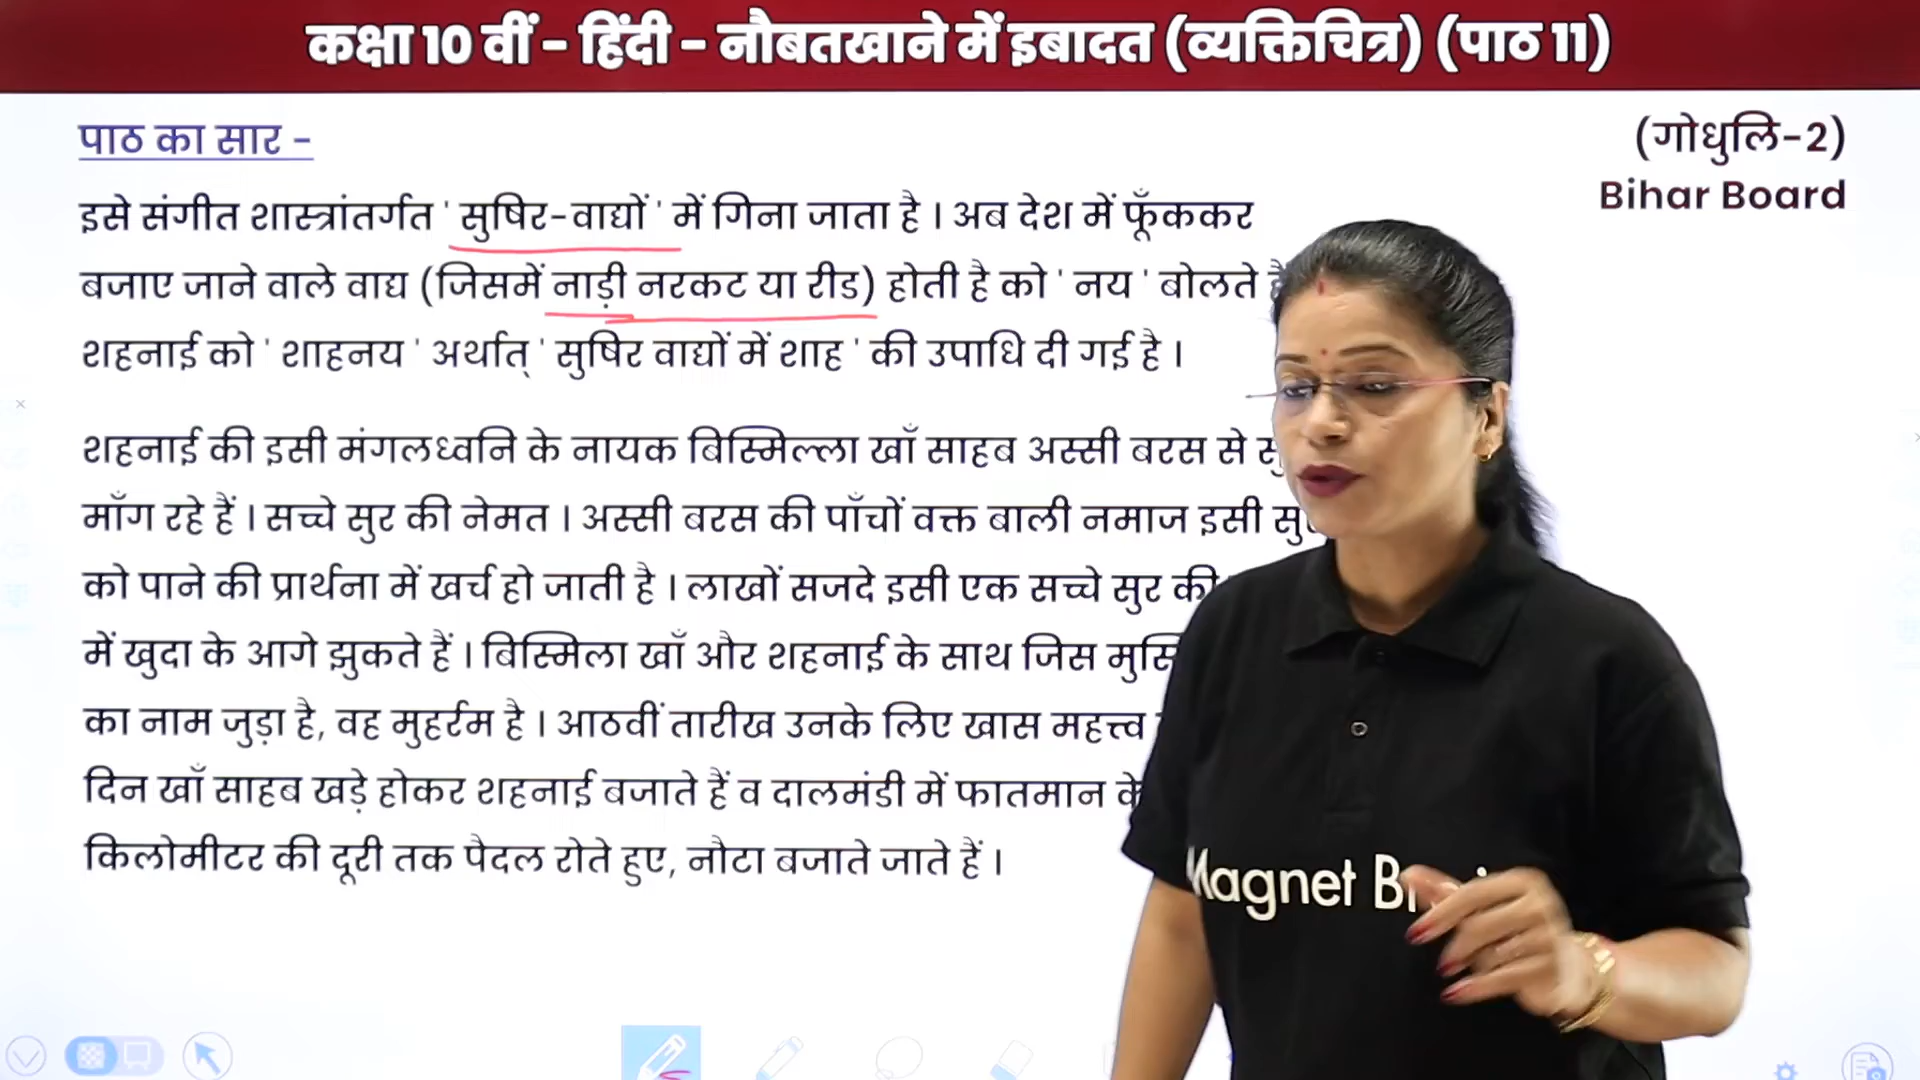 कक्षा 10 वीं - हिंदी - नौबतखाने में इबादत (व्यक्तिचित्र) (पाठ 11)
पाठ का सार -
(गोधुलि-2)
Bihar Board
इसे संगीत शास्त्रांतर्गत ' सुषिर-वाद्यों ' में गिना जाता है । अब देश में फूँककर
बजाए जाने वाले वाद्य (जिसमें नाड़ी नरकट या रीड) होती है को ' नय ' बोलते
शहनाई को ' शाहनय ' अर्थात् ' सुषिर वाद्यों में शाह ' की उपाधि दी गई है ।
शहनाई की इसी मंगलध्वनि के नायक बिस्मिल्ला खाँ साहब अस्सी बरस से
माँग रहे हैं । सच्चे सुर की नेमत । अस्सी बरस की पाँचों वक्त बाली नमाज इसी
को पाने की प्रार्थना में खर्च हो जाती है । लाखों सजदे इसी एक सच्चे सुर की
में खुदा के आगे झुकते हैं । बिस्मिला खाँ और शहनाई के साथ जिस
का नाम जुड़ा है, वह मुहर्रम है । आठवीं तारीख उनके लिए खास महत्त्व
दिन खाँ साहब खड़े होकर शहनाई बजाते हैं व दालमंडी में फातमान के
किलोमीटर की दूरी तक पैदल रोते हुए, नौटा बजाते जाते हैं ।
Magnet